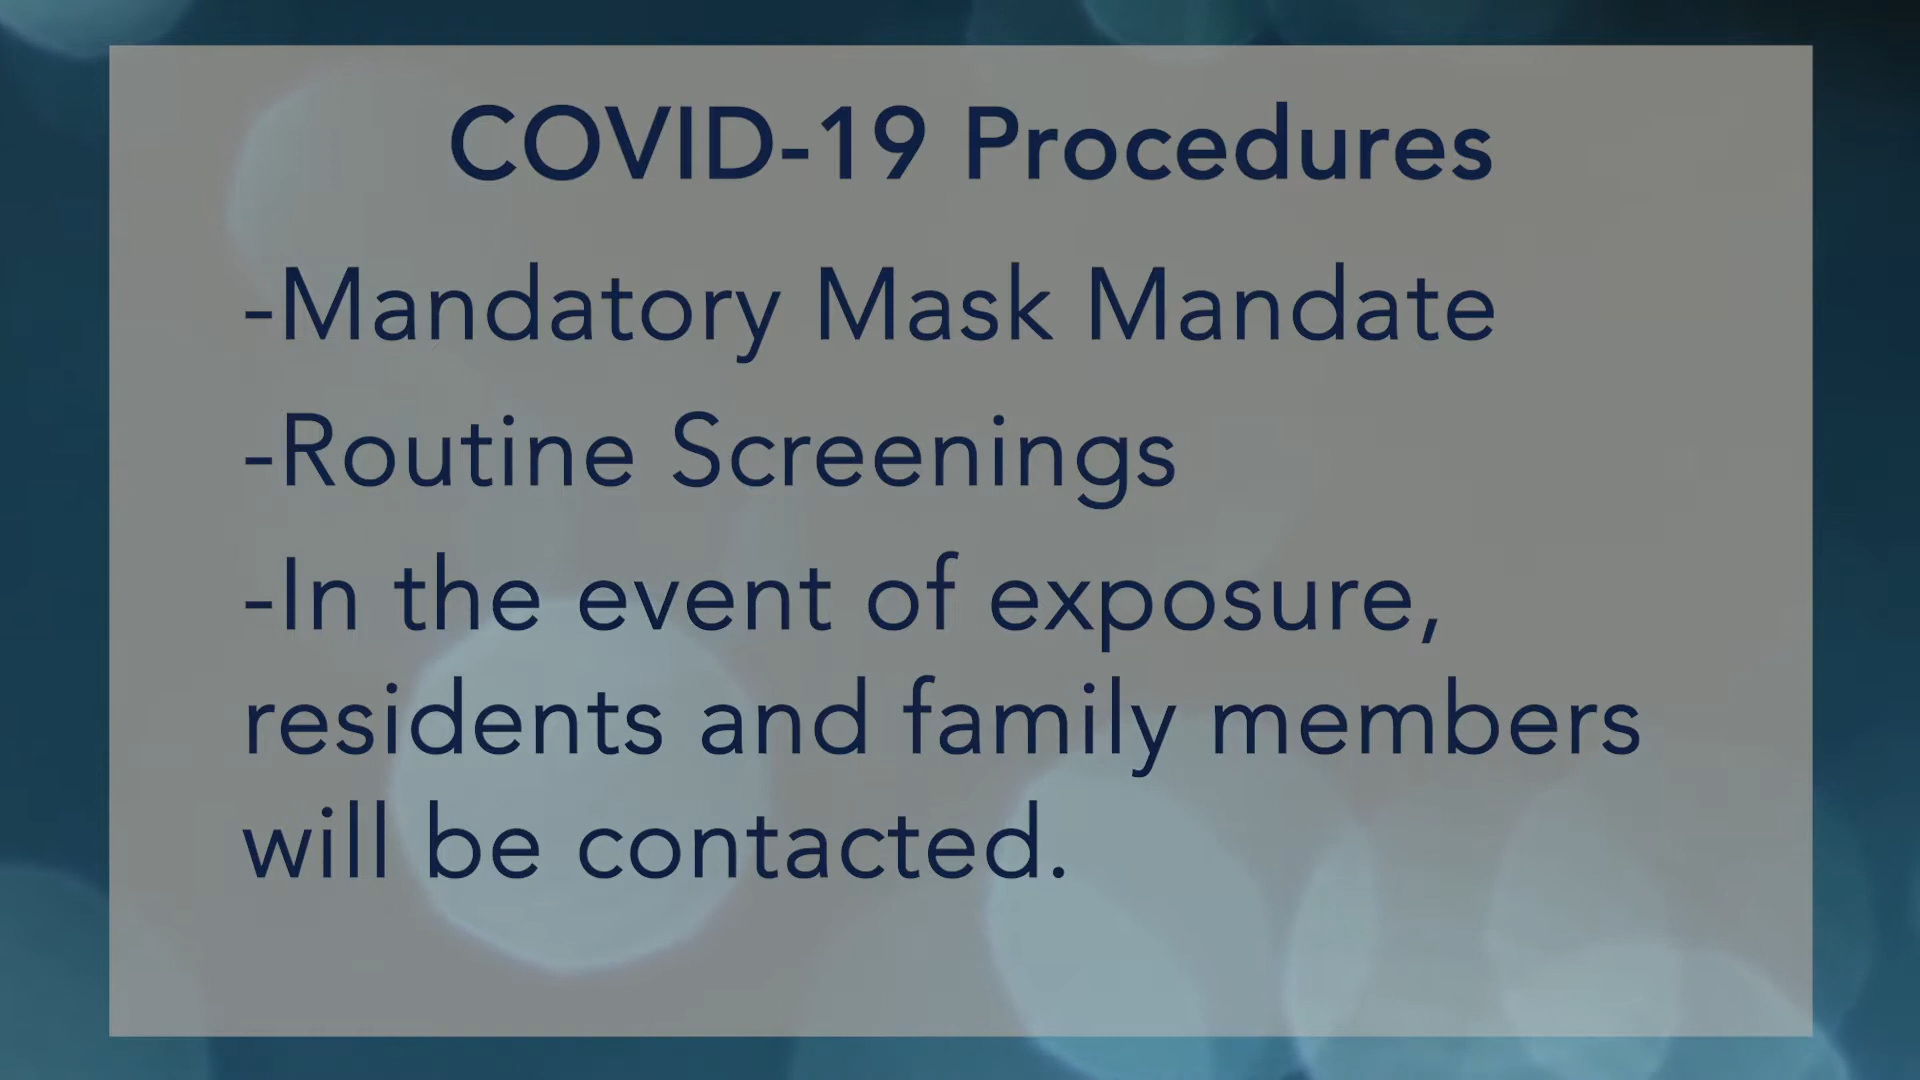 COVID-19 Procedures
-Mandatory Mask Mandate
-Routine Screenings
-In the event of exposure,
residents and family members
will be contacted.